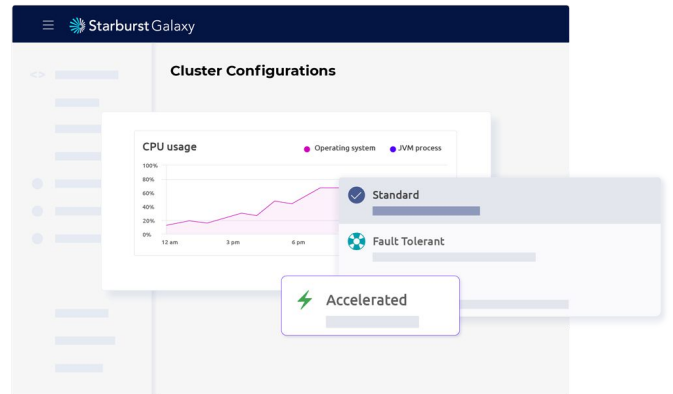 Starburst Galaxy
Cluster Configurations
CPU usage
Operating system
JVM process
100%
80%
60%
40%
20%
0%
12 am
3 pm
6 pm
Standard
Fault Tolerant
Accelerated